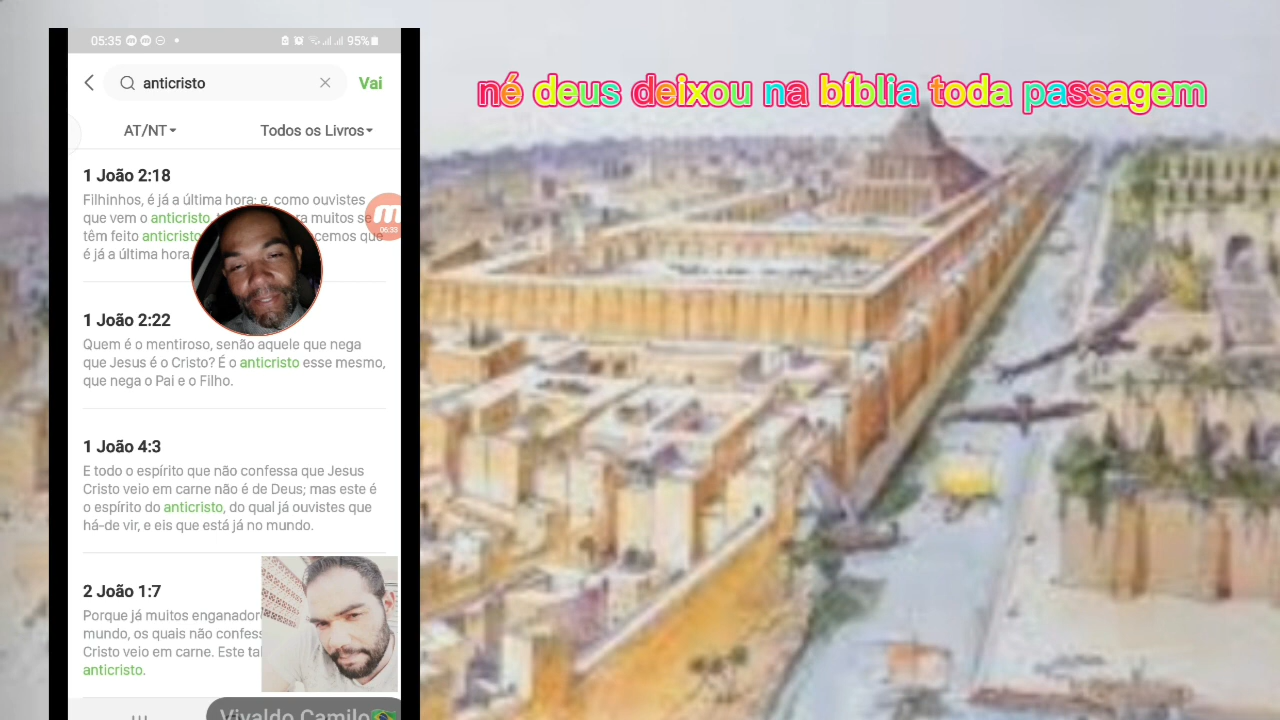 05:35
95%
anticristo
Vai
AT/NT
Todos os Livros
1 João 2:18
Filhinhos, é já a última hora; e, como ouvistes
que vem o anticristo, muitos se
têm feito anticristo que
é já a última hora.
06:33
1 João 2:22
Quem é o mentiroso, senão aquele que nega
que Jesus é o Cristo? É o anticristo esse mesmo,
que nega o Pai e o Filho.
1 João 4:3
E todo o espírito que não confessa que Jesus
Cristo veio em carne não é de Deus; mas este é
o espírito do anticristo, do qual já ouvistes que
há-de vir, e eis que está já no mundo.
2 João 1:7
Porque já muitos
mundo, os quais não
Cristo veio em carne. Este
anticristo.
Vivaldo Camilo
né deus deixou na bíblia toda passagem